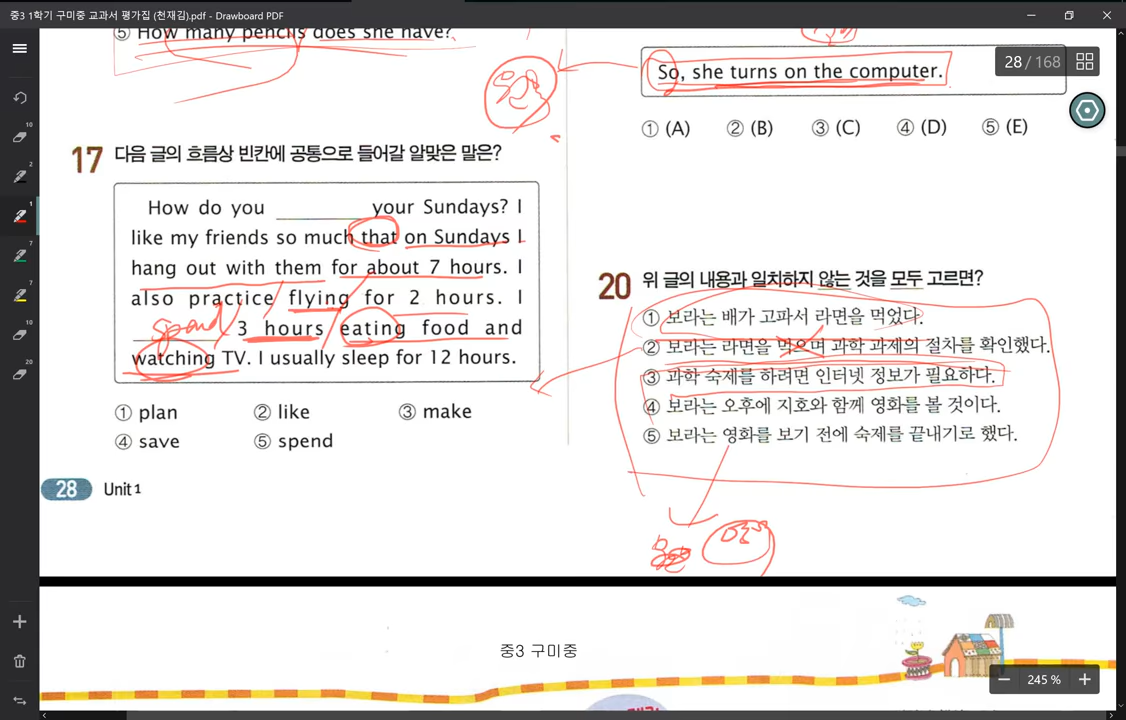 중3 1학기 구미중 교과서 평가집 (천재김).pdf - Drawboard PDF
⑤ How many pencils does she have?
17 다음 글의 흐름상 빈칸에 공통으로 들어갈 알맞은 말은?
How do you ________ your Sundays? I
like my friends so much that on Sundays I
hang out with them for about 7 hours. I
also practice flying for 2 hours. I
spend 3 hours eating food and
watching TV. I usually sleep for 12 hours.
① plan ② like ③ make
④ save ⑤ spend
28 Unit 1
So, she turns on the computer.
28 / 168
① (A) ② (B) ③ (C) ④ (D) ⑤ (E)
20 위 글의 내용과 일치하지 않는 것을 모두 고르면?
① 보라는 배가 고파서 라면을 먹었다.
② 보라는 라면을 먹으며 과학 과제의 절차를 확인했다.
③ 과학 숙제를 하려면 인터넷 정보가 필요하다.
④ 보라는 오후에 지호와 함께 영화를 볼 것이다.
⑤ 보라는 영화를 보기 전에 숙제를 끝내기로 했다.
중3 구미중
245 %
10
2
1
7
7
10
20